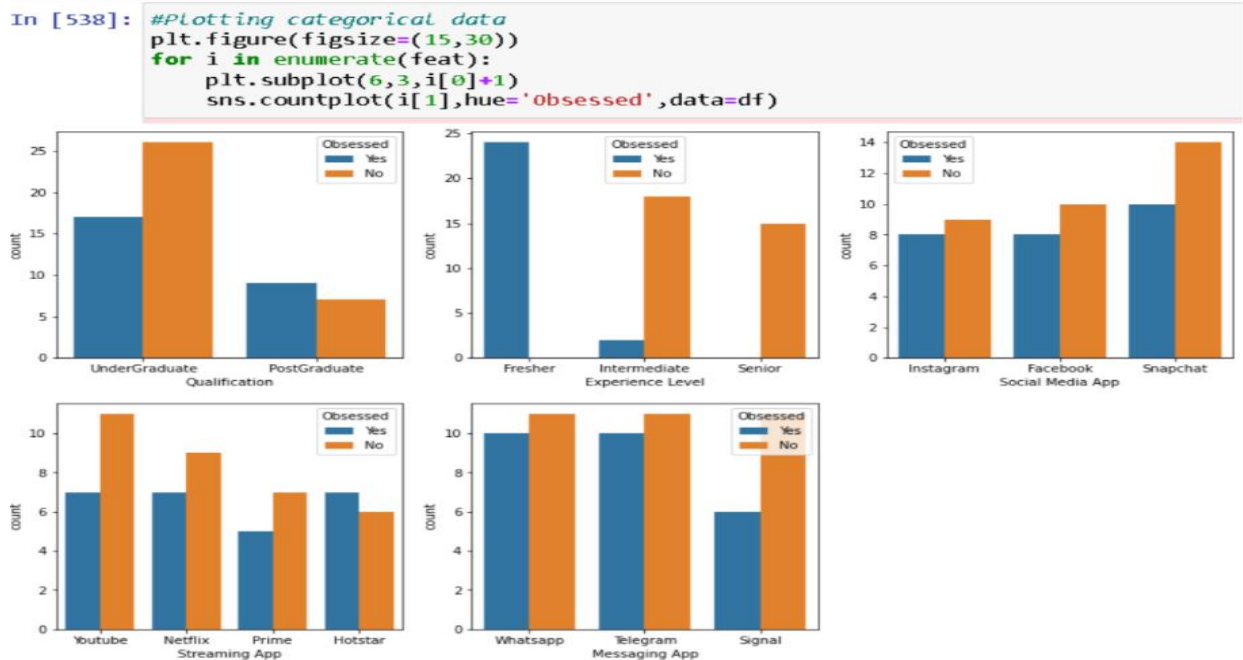 In [538]: #Plotting categorical data
plt.figure(figsize=(15,30))
for i in enumerate(feat):
plt.subplot(6,3,i[0]+1)
sns.countplot(i[1],hue='Obsessed',data=df)
25
20
15
10
5
0
count
Obsessed
Yes
No
UnderGraduate PostGraduate
Qualification
25
20
15
10
5
0
count
Obsessed
Yes
No
Fresher Intermediate Senior
Experience Level
14
12
10
8
6
4
2
0
count
Obsessed
Yes
No
Instagram Facebook Snapchat
Social Media App
10
8
6
4
2
0
count
Obsessed
Yes
No
Youtube Netflix Prime Hotstar
Streaming App
10
8
6
4
2
0
count
Obsessed
Yes
No
Whatsapp Telegram Signal
Messaging App